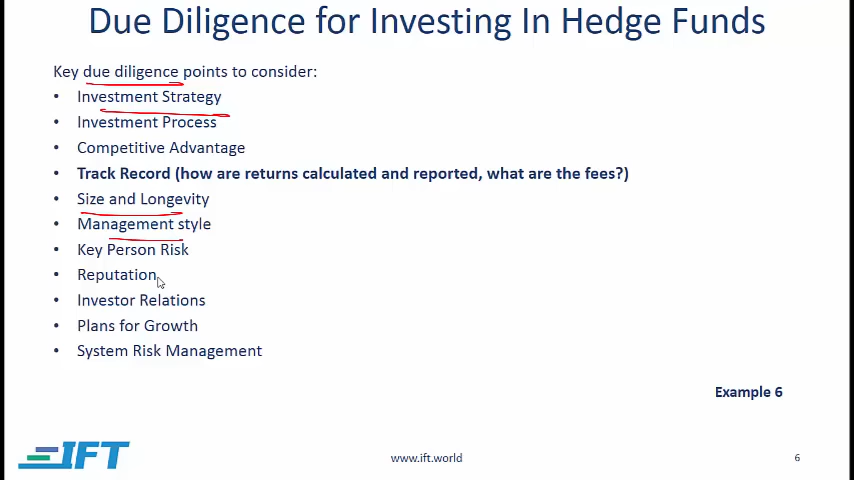 Due Diligence for Investing In Hedge Funds
Key due diligence points to consider:
• Investment Strategy
• Investment Process
• Competitive Advantage
• Track Record (how are returns calculated and reported, what are the fees?)
• Size and Longevity
• Management style
• Key Person Risk
• Reputation
• Investor Relations
• Plans for Growth
• System Risk Management
Example 6
IFT
www.ift.world
6